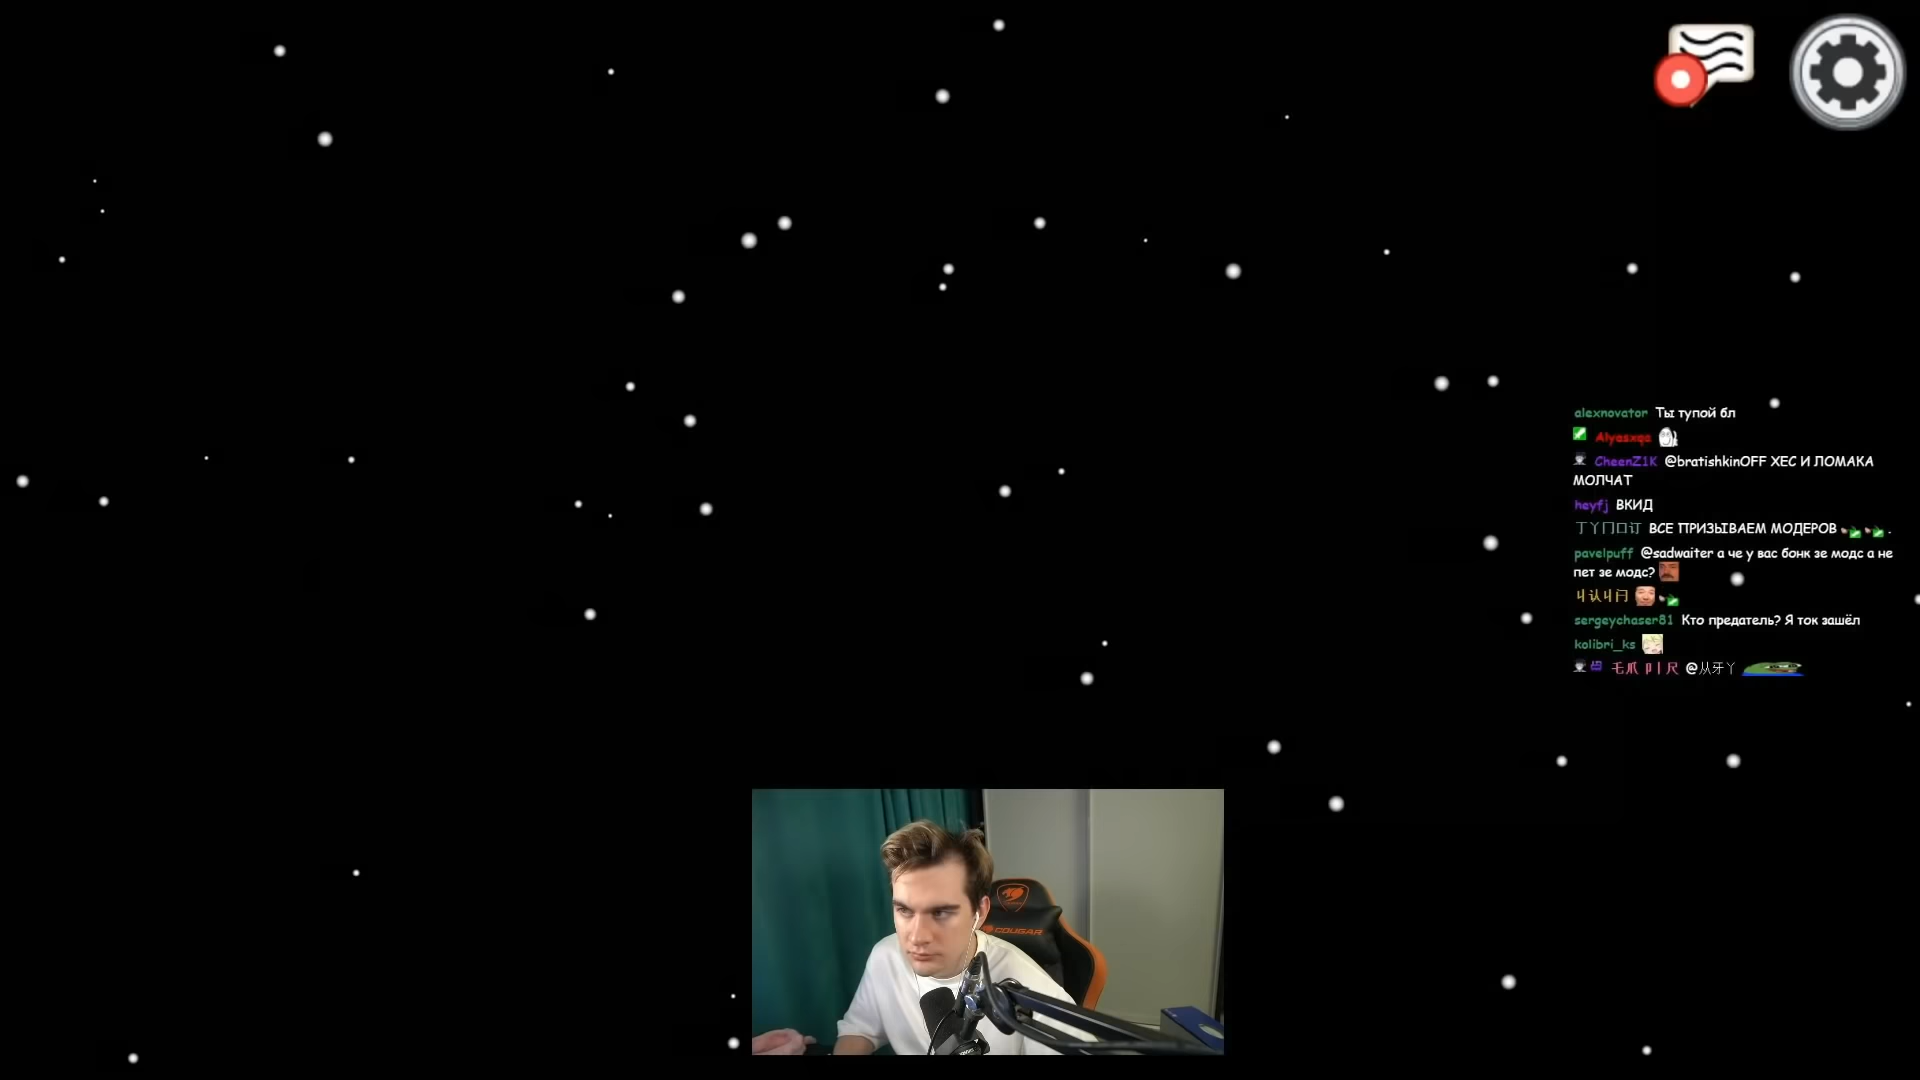 alexnovator Ты тупой бл
Alyasxqa
CheenZ1K @bratishkinOFF ХЕС И ЛОМАКА
МОЛЧАТ
heyfj ВКИД
ВСЕ ПРИЗЫВАЕМ МОДЕРОВ .
pavelpuff @sadwaiter а че у вас бонк зе модс а не
пет зе модс?
sergeychaser81 Кто предатель? Я ток зашёл
kolibri_ks
COUGAR